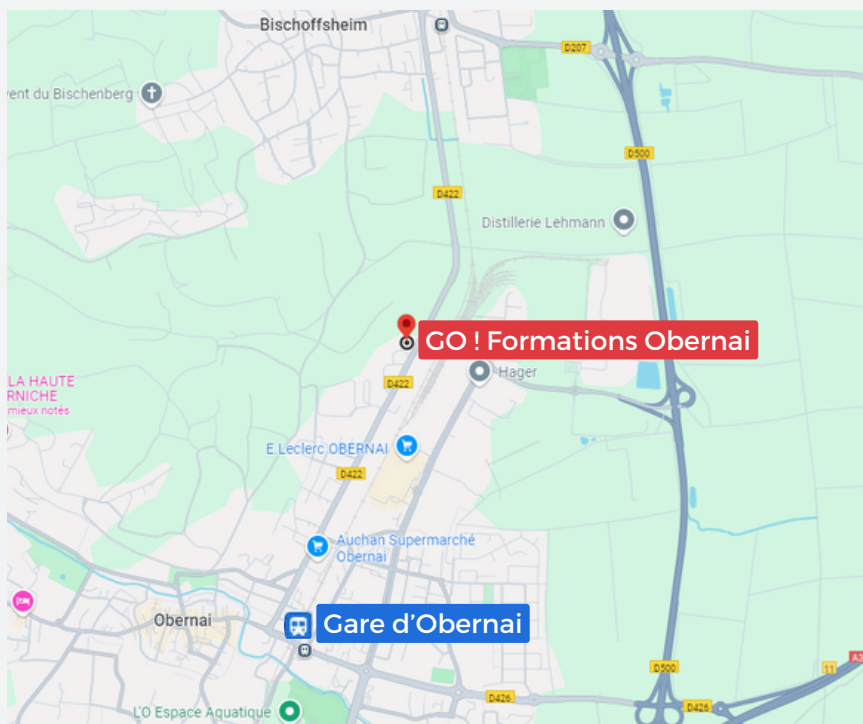 Bischoffsheim
D207
vent du Bischenberg
D500
D422
Distillerie Lehmann
GO ! Formations Obernai
Hager
D422
LA HAUTE
RNICHE
mieux notés
E.Leclerc OBERNAI
D422
Auchan Supermarché
Obernai
Obernai
Gare d’Obernai
A3
11
D500
D426
D426
L'O Espace Aquatique